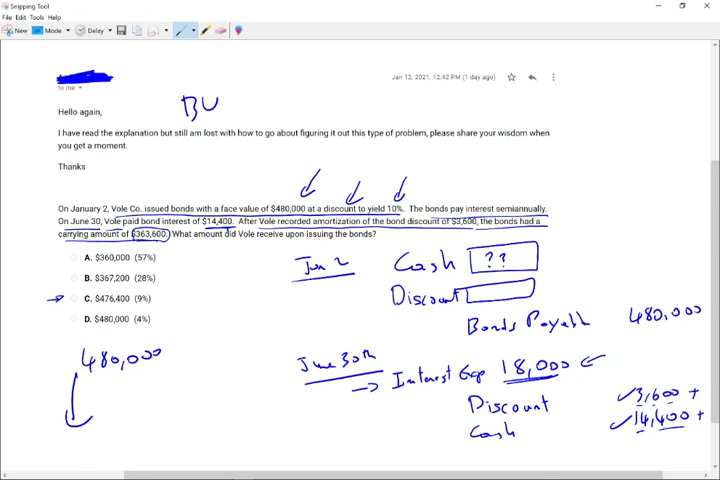 Snipping Tool
File Edit Tools Help
New Mode Delay
Jan 12, 2021, 12:42 PM (1 day ago)
to me
Hello again,
BU
I have read the explanation but still am lost with how to go about figuring it out this type of problem, please share your wisdom when
you get a moment.
Thanks
On January 2, Vole Co. issued bonds with a face value of $480,000 at a discount to yield 10%. The bonds pay interest semiannually.
On June 30, Vole paid bond interest of $14,400. After Vole recorded amortization of the bond discount of $3,600, the bonds had a
carrying amount of $363,600. What amount did Vole receive upon issuing the bonds?
A. $360,000 (57%)
B. $367,200 (28%)
C. $476,400 (9%)
D. $480,000 (4%)
Jan 2 Cash ??
Discount
Bonds Payable 480,000
480,000
June 30th
Interest Exp 18,000
Discount 3,600 +
Cash 14,400 +